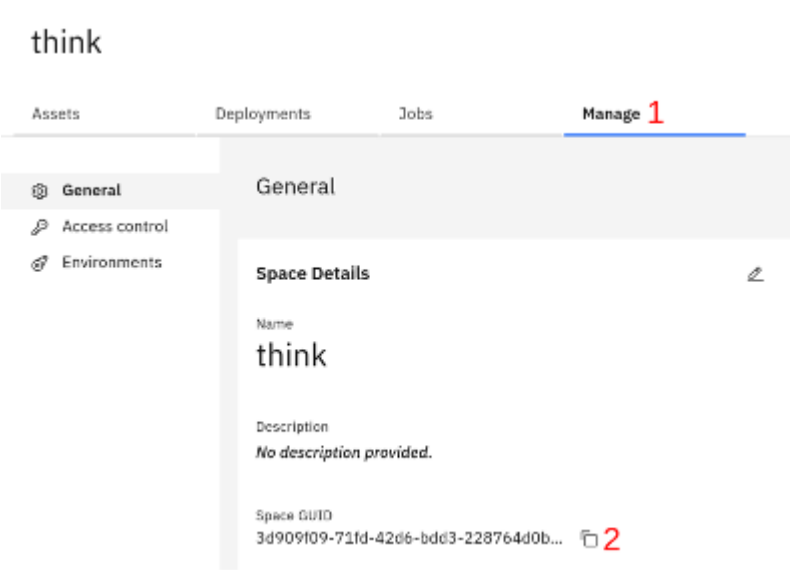 think
Assets Deployments Jobs Manage 1
General
Access control
Environments
General
Space Details
Name
think
Description
No description provided.
Space GUID
3d909f09-71fd-42d6-bdd3-228764d0b... 2